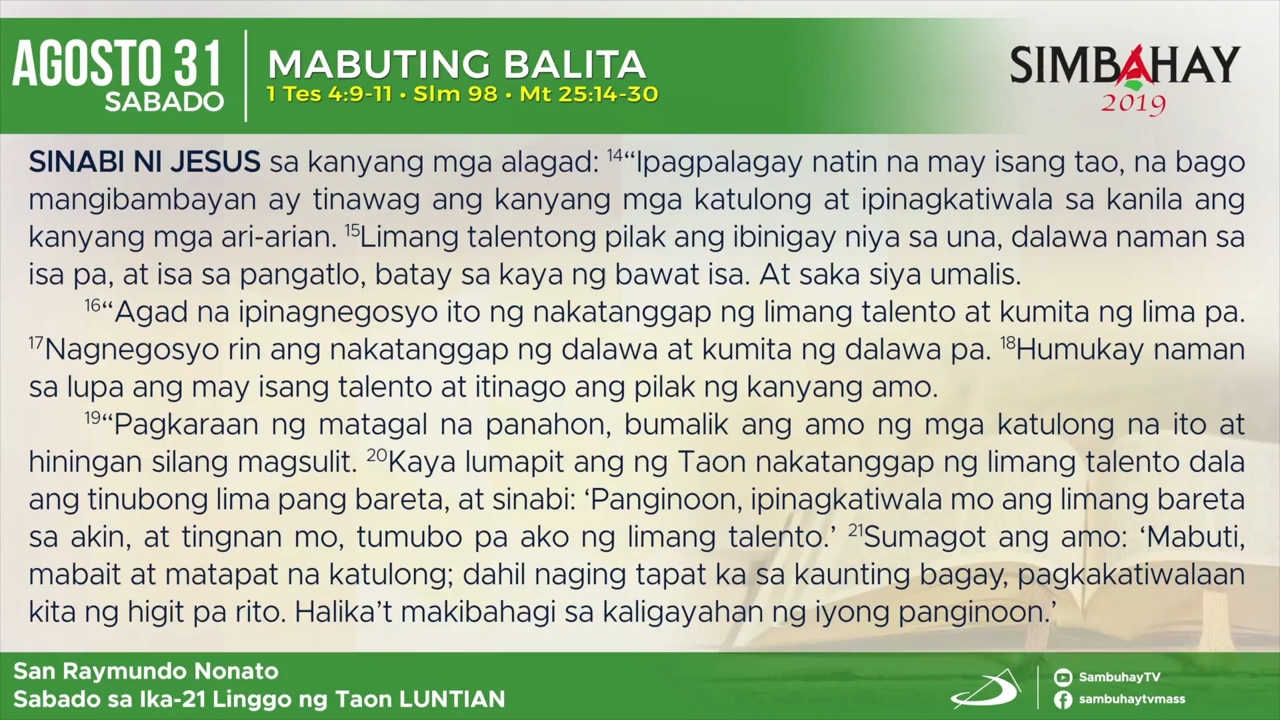 AGOSTO 31
SABADO
MABUTING BALITA
1 Tes 4:9-11 • Slm 98 • Mt 25:14-30
SIMBAHAY
2019
SINABI NI JESUS sa kanyang mga alagad: 14“Ipagpalagay natin na may isang tao, na bago
mangibambayan ay tinawag ang kanyang mga katulong at ipinagkatiwala sa kanila ang
kanyang mga ari-arian. 15Limang talentong pilak ang ibinigay niya sa una, dalawa naman sa
isa pa, at isa sa pangatlo, batay sa kaya ng bawat isa. At saka siya umalis.
16“Agad na ipinagnegosyo ito ng nakatanggap ng limang talento at kumita ng lima pa.
17Nagnegosyo rin ang nakatanggap ng dalawa at kumita ng dalawa pa. 18Humukay naman
sa lupa ang may isang talento at itinago ang pilak ng kanyang amo.
19“Pagkaraan ng matagal na panahon, bumalik ang amo ng mga katulong na ito at
hiningan silang magsulit. 20Kaya lumapit ang ng Taon nakatanggap ng limang talento dala
ang tinubong lima pang bareta, at sinabi: ‘Panginoon, ipinagkatiwala mo ang limang bareta
sa akin, at tingnan mo, tumubo pa ako ng limang talento.’ 21Sumagot ang amo: ‘Mabuti,
mabait at matapat na katulong; dahil naging tapat ka sa kaunting bagay, pagkakatiwalaan
kita ng higit pa rito. Halika’t makibahagi sa kaligayahan ng iyong panginoon.’
San Raymundo Nonato
Sabado sa Ika-21 Linggo ng Taon LUNTIAN
SambuhayTV
sambuhaytvmass